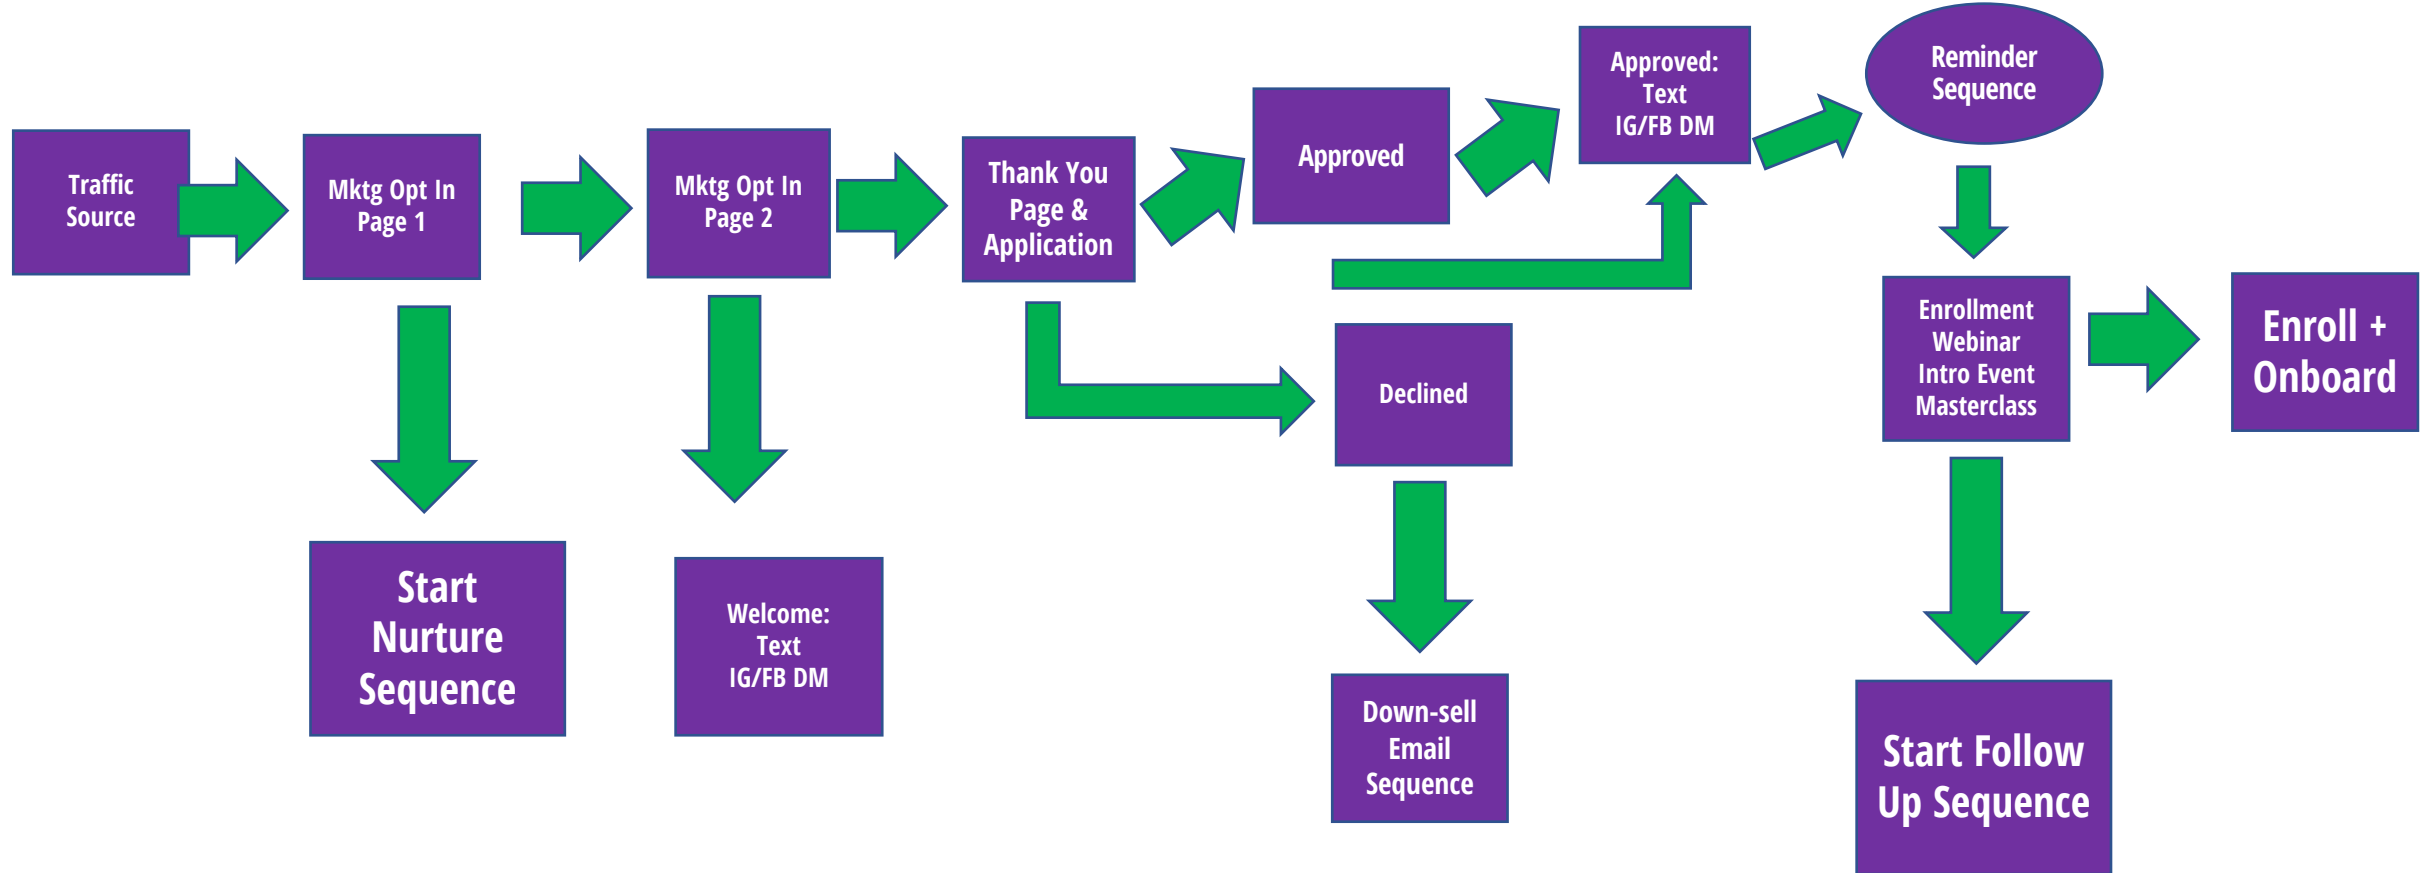 Traffic
Source
Mktg Opt In
Page 1
Mktg Opt In
Page 2
Thank You
Page &
Application
Approved
Approved:
Text
IG/FB DM
Reminder
Sequence
Enrollment
Webinar
Intro Event
Masterclass
Enroll +
Onboard
Declined
Start
Nurture
Sequence
Welcome:
Text
IG/FB DM
Down-sell
Email
Sequence
Start Follow
Up Sequence